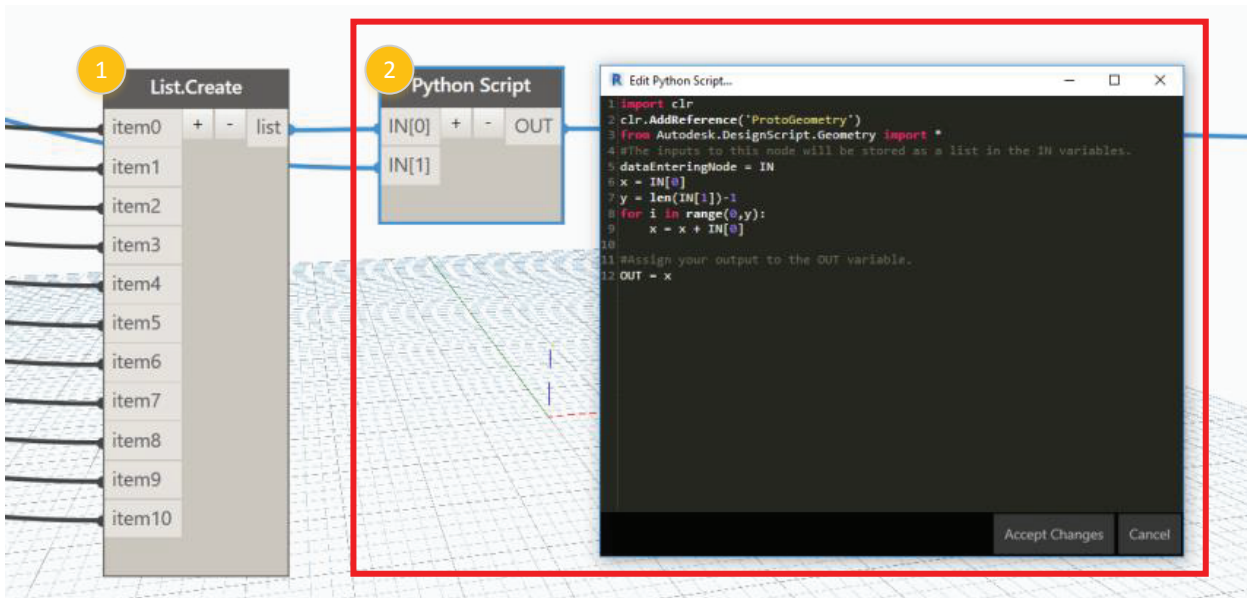 1
List.Create
item0 + - list
item1
item2
item3
item4
item5
item6
item7
item8
item9
item10
2
Python Script
IN[0] + - OUT
IN[1]
R Edit Python Script...
1 import clr
2 clr.AddReference('ProtoGeometry')
3 from Autodesk.DesignScript.Geometry import *
4 #The inputs to this node will be stored as a list in the IN variables.
5 dataEnteringNode = IN
6 x = IN[0]
7 y = len(IN[1])-1
8 for i in range(0,y):
9     x = x + IN[0]
10
11 #Assign your output to the OUT variable.
12 OUT = x
Accept Changes Cancel